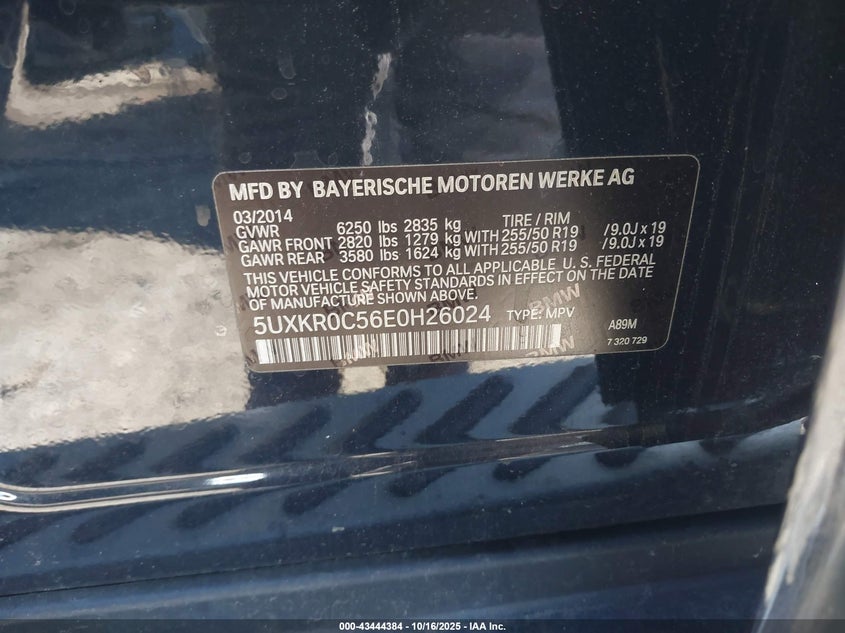 MFD BY BAYERISCHE MOTOREN WERKE AG
03/2014 TIRE / RIM
GVWR 6250 lbs 2835 kg
GAWR FRONT 2820 lbs 1279 kg WITH 255/50 R19 /9.0J x 19
GAWR REAR 3580 lbs 1624 kg WITH 255/50 R19 /9.0J x 19
THIS VEHICLE CONFORMS TO ALL APPLICABLE U.S. FEDERAL
MOTOR VEHICLE SAFETY STANDARDS IN EFFECT ON THE DATE
OF MANUFACTURE SHOWN ABOVE.
5UXKR0C56E0H26024 TYPE: MPV A89M
7 320 729
000-43444384 - 10/16/2025 - IAA Inc.